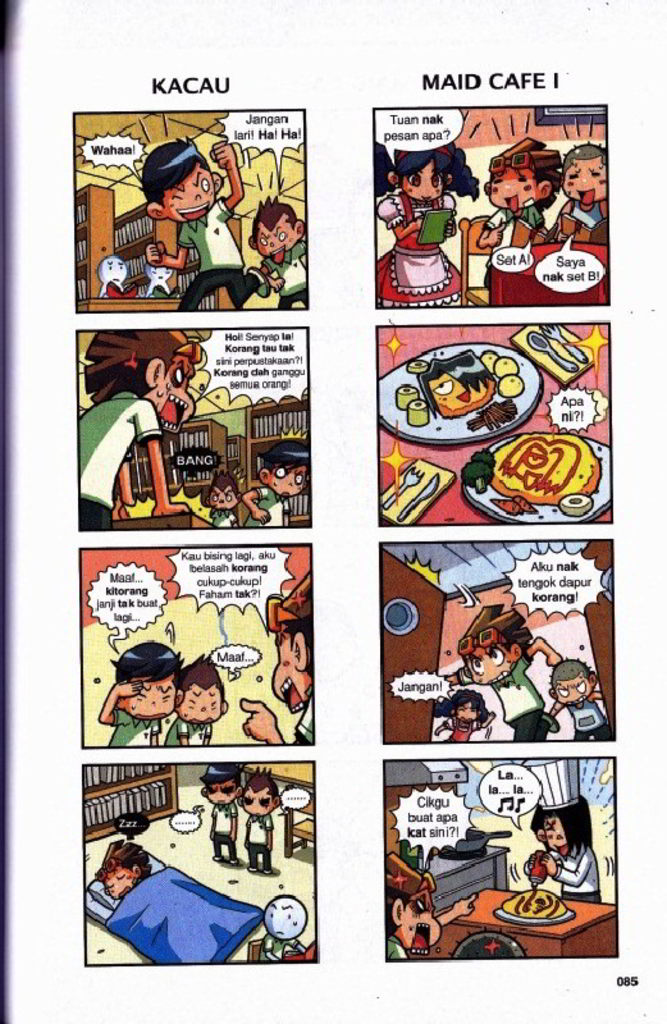 KACAU
Wahaa!
Jangan
lari! Ha! Ha!
Hoi! Senyap la!
Korang tau tak
sini perpustakaan?!
Korang dah ganggu
semua orang!
BANG!
Maaf...
kitorang
janji tak buat
lagi...
Kau bising lagi, aku
belasah korang
cukup-cukup!
Faham tak?!
Maaf...
Zzz...
......
......
MAID CAFE I
Tuan nak
pesan apa?
Set A!
Saya
nak set B!
Apa
ni?!
Aku nak
tengok dapur
korang!
Jangan!
Cikgu
buat apa
kat sini?!
La...
la... la...
085